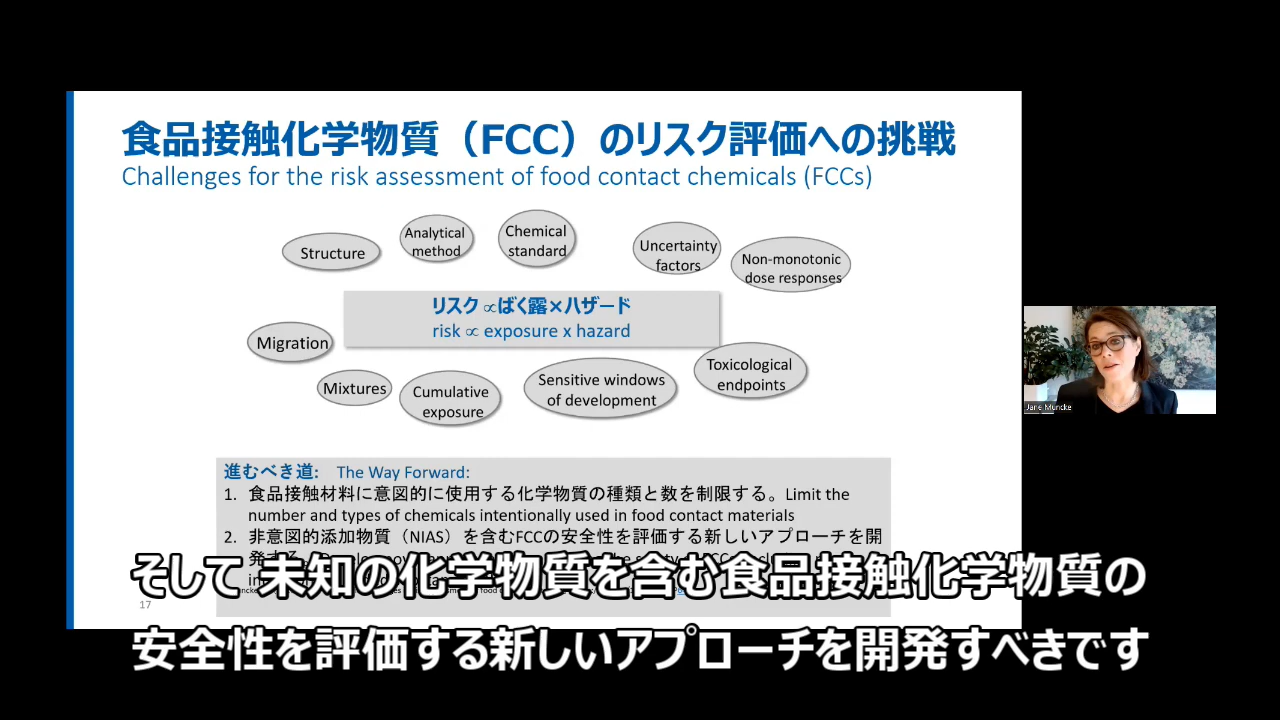 食品接触化学物質（FCC）のリスク評価への挑戦
Challenges for the risk assessment of food contact chemicals (FCCs)
Structure
Analytical
method
Chemical
standard
Uncertainty
factors
Non-monotonic
dose responses
リスク ∝ばく露×ハザード
risk ∝ exposure x hazard
Migration
Mixtures
Cumulative
exposure
Sensitive windows
of development
Toxicological
endpoints
進むべき道: The Way Forward:
1. 食品接触材料に意図的に使用する化学物質の種類と数を制限する。Limit the
number and types of chemicals intentionally used in food contact materials
2. 非意図的添加物質（NIAS）を含むFCCの安全性を評価する新しいアプローチを開
17
Jane Muncke
そして 未知の化学物質を含む食品接触化学物質の
安全性を評価する新しいアプローチを開発すべきです